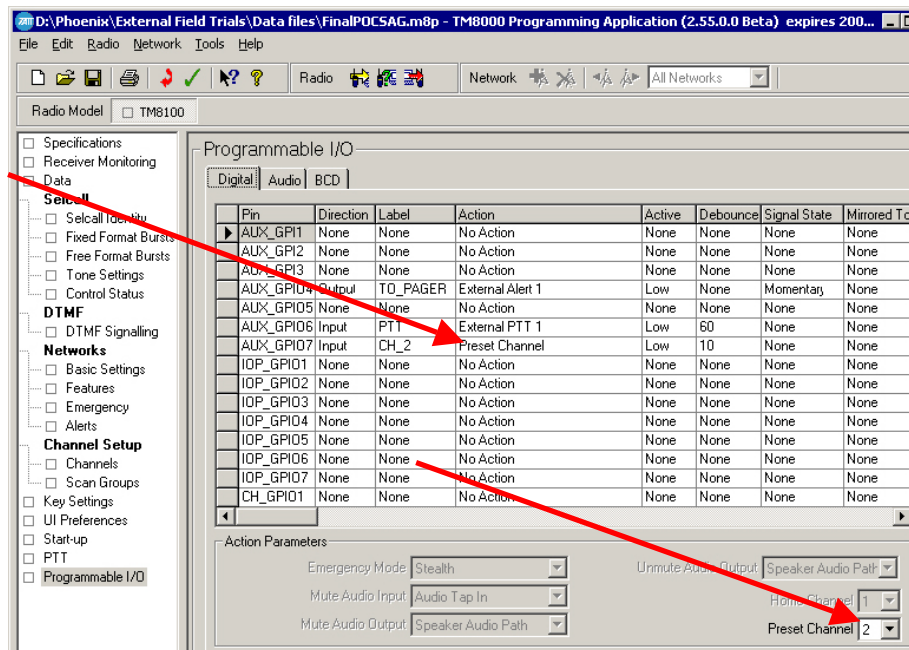 D:\Phoenix\External Field Trials\Data files\FinalPOCSAG.m8p - TM8000 Programming Application (2.55.0.0 Beta) expires 200...
File Edit Radio Network Tools Help
Radio Network All Networks
Radio Model TM8100
Specifications
Receiver Monitoring
Data
Selcall
Selcall Identity
Fixed Format Bursts
Free Format Bursts
Tone Settings
Control Status
DTMF
DTMF Signalling
Networks
Basic Settings
Features
Emergency
Alerts
Channel Setup
Channels
Scan Groups
Key Settings
UI Preferences
Start-up
PTT
Programmable I/O
Programmable I/O
Digital Audio BCD
Pin Direction Label Action Active Debounce Signal State Mirrored To
AUX_GPI1 None None No Action None None None None
AUX_GPI2 None None No Action None None None None
AUX_GPI3 None None No Action None None None None
AUX_GPIO4 Output TO_PAGER External Alert 1 Low None Momentary None
AUX_GPIO5 None None No Action None None None None
AUX_GPIO6 Input PTT External PTT 1 Low 60 None None
AUX_GPIO7 Input CH_2 Preset Channel Low 10 None None
IOP_GPIO1 None None No Action None None None None
IOP_GPIO2 None None No Action None None None None
IOP_GPIO3 None None No Action None None None None
IOP_GPIO4 None None No Action None None None None
IOP_GPIO5 None None No Action None None None None
IOP_GPIO6 None None No Action None None None None
IOP_GPIO7 None None No Action None None None None
CH_GPIO1 None None No Action None None None None
Action Parameters
Emergency Mode Stealth Unmute Audio Output Speaker Audio Path
Mute Audio Input Audio Tap In Home Channel 1
Mute Audio Output Speaker Audio Path Preset Channel 2